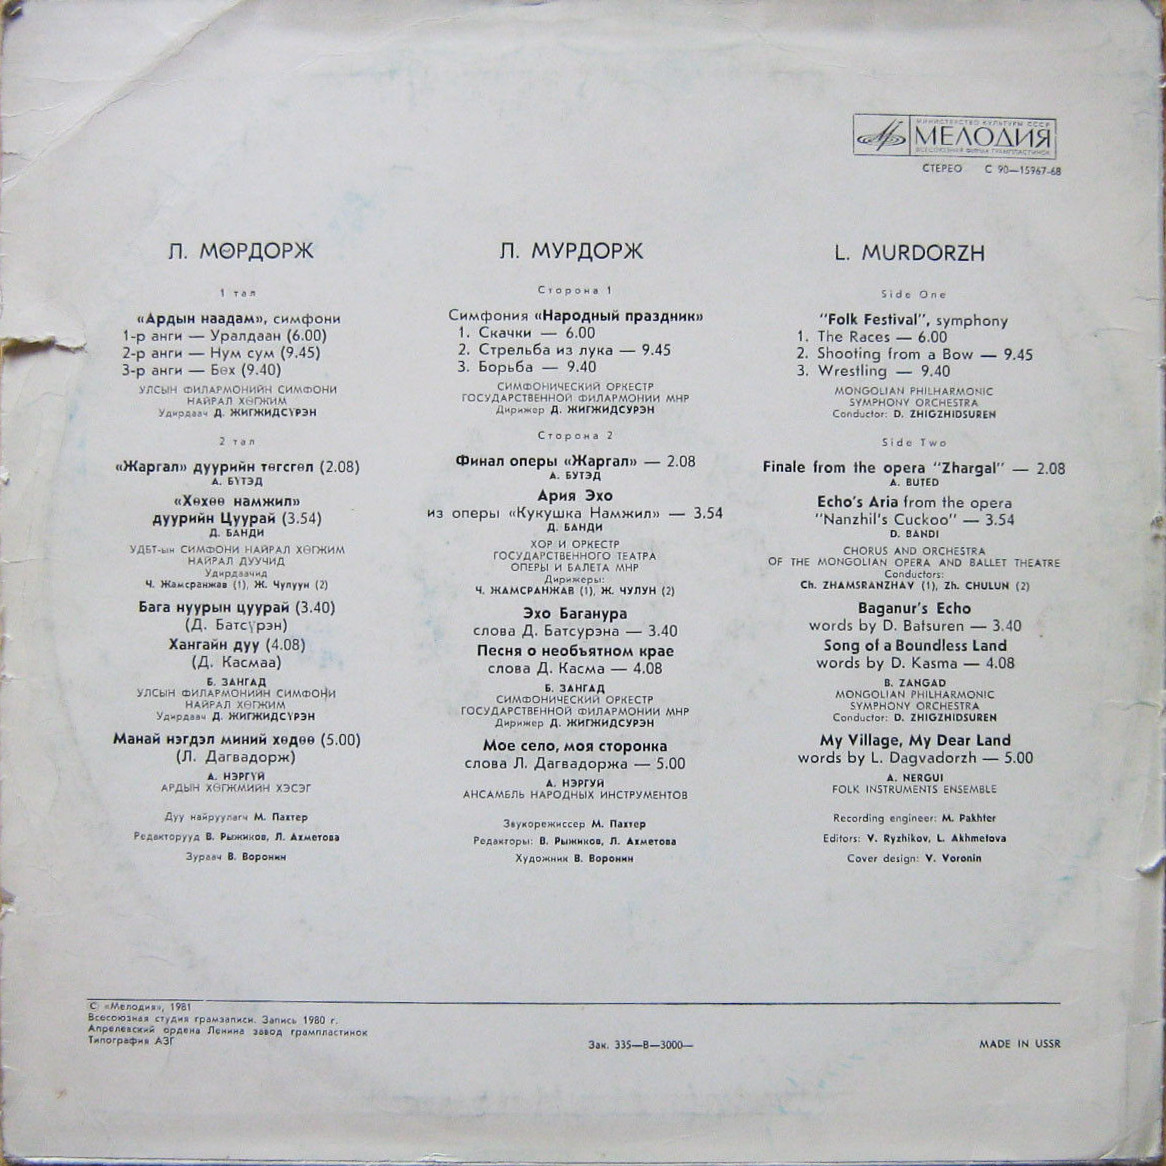 МИНИСТЕРСТВО КУЛЬТУРЫ СССР
МЕЛОДИЯ
ВСЕСОЮЗНАЯ ФИРМА ГРАМПЛАСТИНОК
СТЕРЕО С 90—15967-68
Л. МӨРДОРЖ
1 тал
«Ардын наадам», симфони
1-р анги — Уралдаан (6.00)
2-р анги — Нум сум (9.45)
3-р анги — Бөх (9.40)
УЛСЫН ФИЛАРМОНИЙН СИМФОНИ
НАЙРАЛ ХӨГЖИМ
Удирдаач Д. ЖИГЖИДСҮРЭН
2 тал
«Жаргал» дуурийн төгсгөл (2.08)
А. БҮТЭД
«Хөхөө намжил»
дуурийн Цуурай (3.54)
Д. БАНДИ
УДБТ-ын СИМФОНИ НАЙРАЛ ХӨГЖИМ
НАЙРАЛ ДУУЧИД
Удирдаачид
Ч. Жамсранжав (1), Ж. Чулуун (2)
Бага нуурын цуурай (3.40)
(Д. Батсүрэн)
Хангайн дуу (4.08)
(Д. Касмаа)
Б. ЗАНГАД
УЛСЫН ФИЛАРМОНИЙН СИМФОНИ
НАЙРАЛ ХӨГЖИМ
Удирдаач Д. ЖИГЖИДСҮРЭН
Манай нэгдэл миний хөдөө (5.00)
(Л. Дагвадорж)
А. НЭРГҮЙ
АРДЫН ХӨГЖМИЙН ХЭСЭГ
Дуу найруулагч М. Пахтер
Редакторууд В. Рыжиков, Л. Ахметова
Зураач В. Воронин
Л. МУРДОРЖ
Сторона 1
Симфония «Народный праздник»
1. Скачки — 6.00
2. Стрельба из лука — 9.45
3. Борьба — 9.40
СИМФОНИЧЕСКИЙ ОРКЕСТР
ГОСУДАРСТВЕННОЙ ФИЛАРМОНИИ МНР
Дирижер Д. ЖИГЖИДСУРЭН
Сторона 2
Финал оперы «Жаргал» — 2.08
А. БУТЭД
Ария Эхо
из оперы «Кукушка Намжил» — 3.54
Д. БАНДИ
ХОР И ОРКЕСТР
ГОСУДАРСТВЕННОГО ТЕАТРА
ОПЕРЫ И БАЛЕТА МНР
Дирижеры:
Ч. ЖАМСРАНЖАВ (1), Ж. ЧУЛУН (2)
Эхо Баганура
слова Д. Батсурэна — 3.40
Песня о необъятном крае
слова Д. Касма — 4.08
Б. ЗАНГАД
СИМФОНИЧЕСКИЙ ОРКЕСТР
ГОСУДАРСТВЕННОЙ ФИЛАРМОНИИ МНР
Дирижер Д. ЖИГЖИДСУРЭН
Мое село, моя сторонка
слова Л. Дагвадоржа — 5.00
А. НЭРГУЙ
АНСАМБЛЬ НАРОДНЫХ ИНСТРУМЕНТОВ
Звукорежиссер М. Пахтер
Редакторы: В. Рыжиков, Л. Ахметова
Художник В. Воронин
L. MURDORZH
Side One
"Folk Festival", symphony
1. The Races — 6.00
2. Shooting from a Bow — 9.45
3. Wrestling — 9.40
MONGOLIAN PHILHARMONIC
SYMPHONY ORCHESTRA
Conductor: D. ZHIGZHIDSUREN
Side Two
Finale from the opera "Zhargal" — 2.08
A. BUTED
Echo's Aria from the opera
"Nanzhil's Cuckoo" — 3.54
D. BANDI
CHORUS AND ORCHESTRA
OF THE MONGOLIAN OPERA AND BALLET THEATRE
Conductors:
Ch. ZHAMSRANZHAV (1), Zh. CHULUN (2)
Baganur's Echo
words by D. Batsuren — 3.40
Song of a Boundless Land
words by D. Kasma — 4.08
B. ZANGAD
MONGOLIAN PHILHARMONIC
SYMPHONY ORCHESTRA
Conductor: D. ZHIGZHIDSUREN
My Village, My Dear Land
words by L. Dagvadorzh — 5.00
A. NERGUI
FOLK INSTRUMENTS ENSEMBLE
Recording engineer: M. Pakhter
Editors: V. Ryzhikov, L. Akhmetova
Cover design: V. Voronin
С «Мелодия», 1981
Всесоюзная студия грамзаписи. Запись 1980 г.
Апрелевский ордена Ленина завод грампластинок
Типография АЗГ
Зак. 335—В—3000—
MADE IN USSR